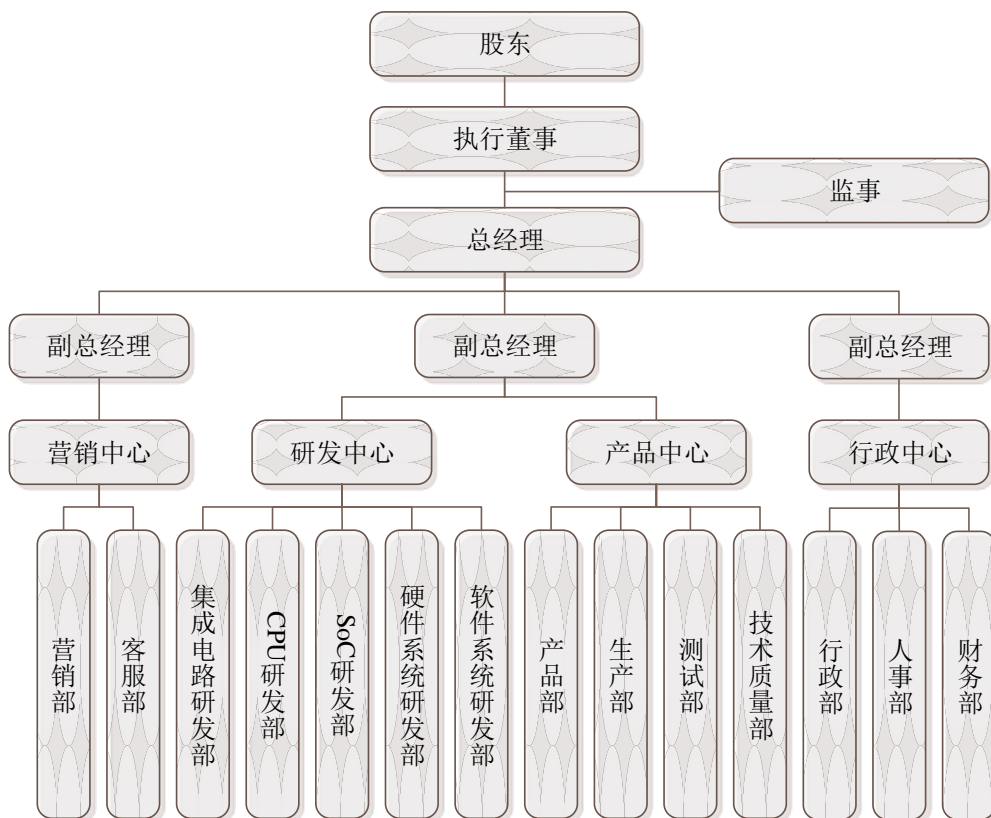 股东
执行董事
监事
总经理
副总经理
副总经理
副总经理
营销中心
研发中心
产品中心
行政中心
营销部
客服部
集成电路研发部
CPU研发部
SoC研发部
硬件系统研发部
软件系统研发部
产品部
生产部
测试部
技术质量部
行政部
人事部
财务部